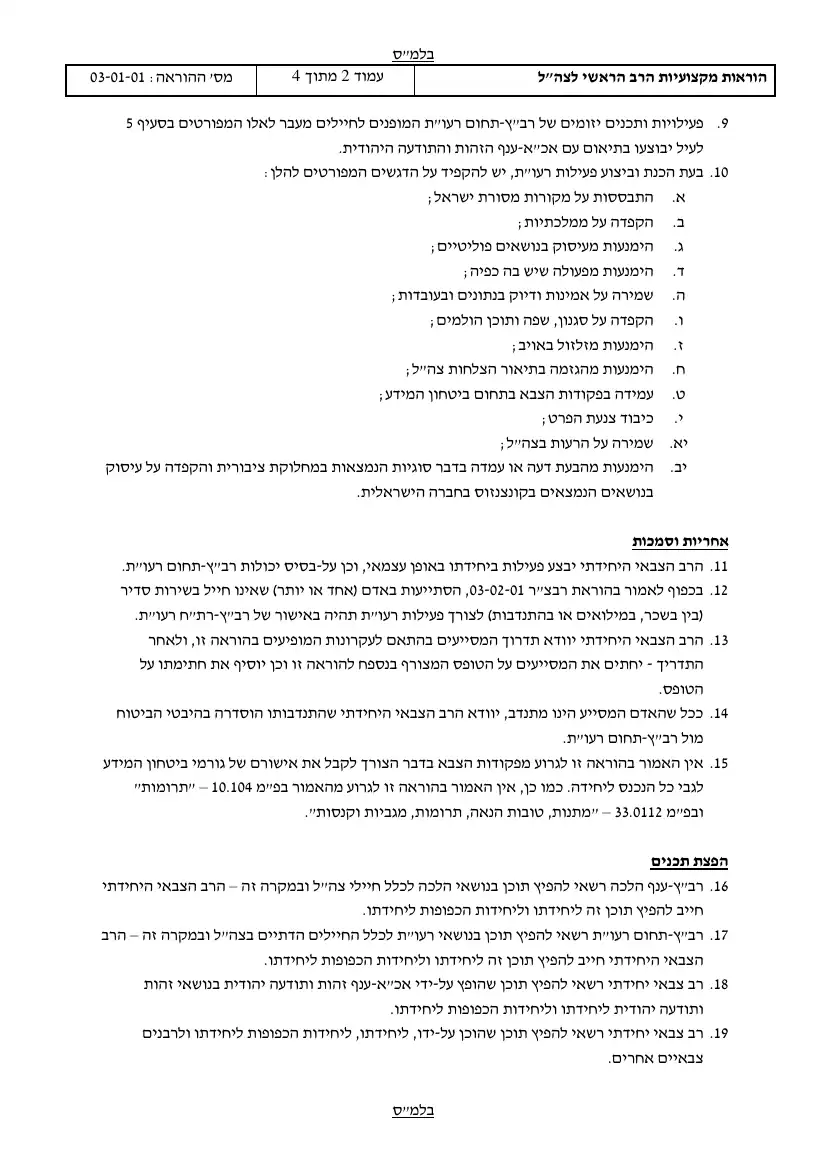 בלמ"ס
הוראות מקצועיות הרב הראשי לצה"ל עמוד 2 מתוך 4 מס' ההוראה: 03-01-01
9. פעילויות ותכנים יזומים של רב"ץ-תחום רעו"ת המופנים לחיילים מעבר לאלו המפורטים בסעיף 5
לעיל יבוצעו בתיאום עם אכ"א-ענף הזהות והתודעה היהודית.
10. בעת הכנת וביצוע פעילות רעו"ת, יש להקפיד על הדגשים המפורטים להלן:
א. התבססות על מקורות מסורת ישראל;
ב. הקפדה על ממלכתיות;
ג. הימנעות מעיסוק בנושאים פוליטיים;
ד. הימנעות מפעולה שיש בה כפיה;
ה. שמירה על אמינות ודיוק בנתונים ובעובדות;
ו. הקפדה על סגנון, שפה ותוכן הולמים;
ז. הימנעות מזלזול באויב;
ח. הימנעות מהגזמה בתיאור הצלחות צה"ל;
ט. עמידה בפקודות הצבא בתחום ביטחון המידע;
י. כיבוד צנעת הפרט;
יא. שמירה על הרעות בצה"ל;
יב. הימנעות מהבעת דעה או עמדה בדבר סוגיות הנמצאות במחלוקת ציבורית והקפדה על עיסוק
בנושאים הנמצאים בקונצנזוס בחברה הישראלית.
אחריות וסמכות
11. הרב הצבאי היחידתי יבצע פעילות ביחידתו באופן עצמאי, וכן על-בסיס יכולות רב"ץ-תחום רעו"ת.
12. בכפוף לאמור בהוראת רבצ"ר 03-02-01, הסתייעות באדם (אחד או יותר) שאינו חייל בשירות סדיר
(בין בשכר, במילואים או בהתנדבות) לצורך פעילות רעו"ת תהיה באישור של רב"ץ-רת"ח רעו"ת.
13. הרב הצבאי היחידתי יוודא תדרוך המסייעים בהתאם לעקרונות המופיעים בהוראה זו, ולאחר
התדריך - יחתים את המסייעים על הטופס המצורף בנספח להוראה זו וכן יוסיף את חתימתו על
הטופס.
14. ככל שהאדם המסייע הינו מתנדב, יוודא הרב הצבאי היחידתי שהתנדבותו הוסדרה בהיבטי הביטוח
מול רב"ץ-תחום רעו"ת.
15. אין האמור בהוראה זו לגרוע מפקודות הצבא בדבר הצורך לקבל את אישורם של גורמי ביטחון המידע
לגבי כל הנכנס ליחידה. כמו כן, אין האמור בהוראה זו לגרוע מהאמור בפ"מ 10.104 – "תרומות"
ובפ"מ 33.0112 – "מתנות, טובות הנאה, תרומות, מגביות וקנסות".
הפצת תכנים
16. רב"ץ-ענף הלכה רשאי להפיץ תוכן בנושאי הלכה לכלל חיילי צה"ל ובמקרה זה – הרב הצבאי היחידתי
חייב להפיץ תוכן זה ליחידתו וליחידות הכפופות ליחידתו.
17. רב"ץ-תחום רעו"ת רשאי להפיץ תוכן בנושאי רעו"ת לכלל החיילים הדתיים בצה"ל ובמקרה זה – הרב
הצבאי היחידתי חייב להפיץ תוכן זה ליחידתו וליחידות הכפופות ליחידתו.
18. רב צבאי יחידתי רשאי להפיץ תוכן שהופץ על-ידי אכ"א-ענף זהות ותודעה יהודית בנושאי זהות
ותודעה יהודית ליחידתו וליחידות הכפופות ליחידתו.
19. רב צבאי יחידתי רשאי להפיץ תוכן שהוכן על-ידו, ליחידתו, ליחידות הכפופות ליחידתו ולרבנים
צבאיים אחרים.
בלמ"ס